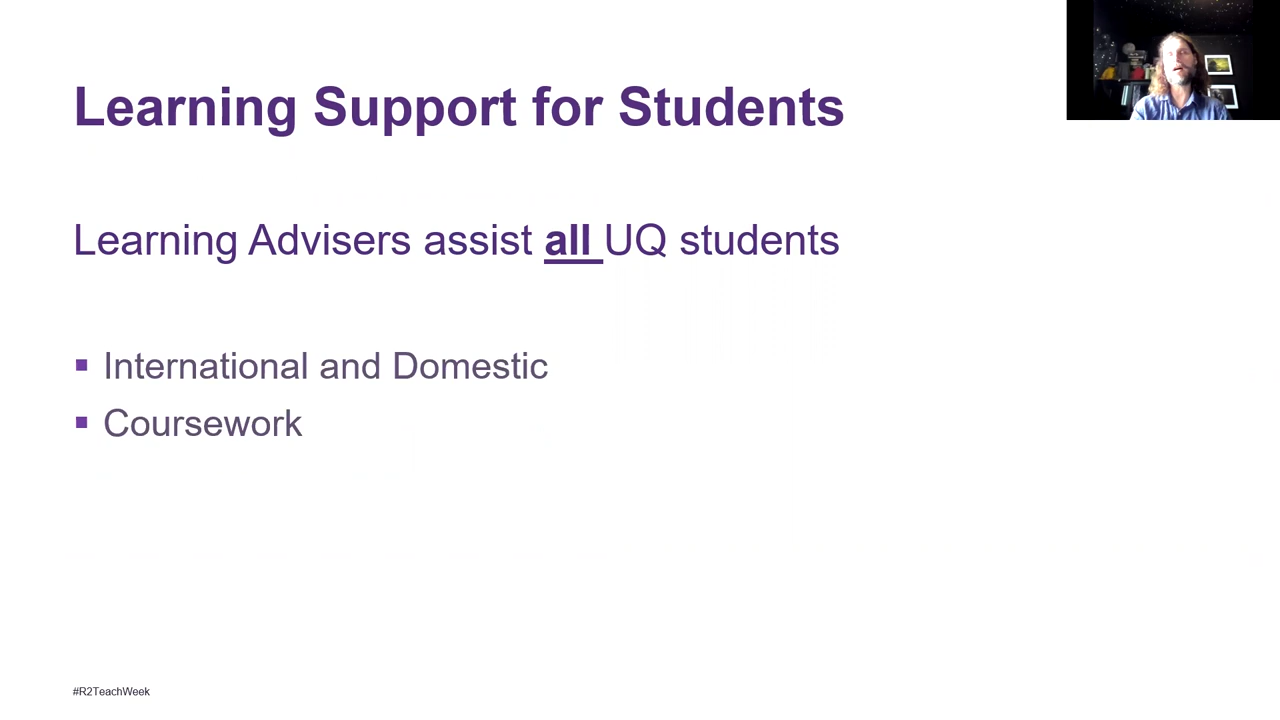 Learning Support for Students
Learning Advisers assist all UQ students
International and Domestic
Coursework
#R2TeachWeek